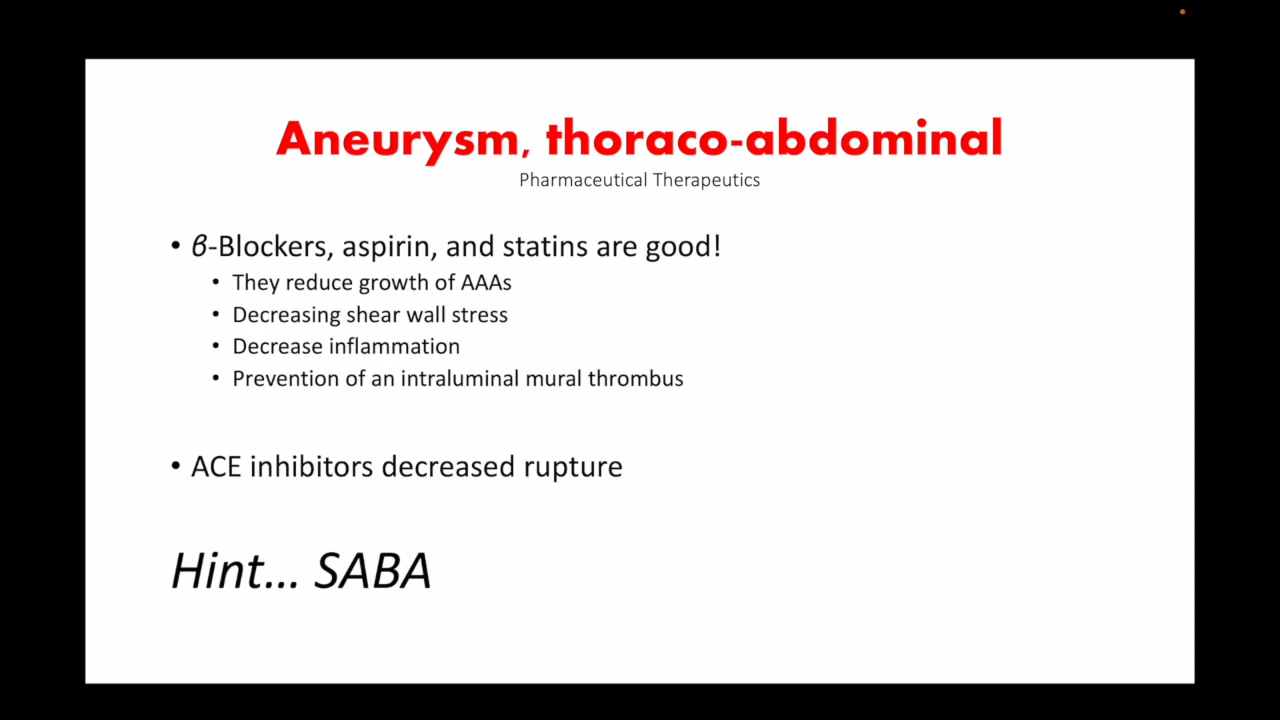 Aneurysm, thoraco-abdominal
Pharmaceutical Therapeutics
• β-Blockers, aspirin, and statins are good!
• They reduce growth of AAAs
• Decreasing shear wall stress
• Decrease inflammation
• Prevention of an intraluminal mural thrombus
• ACE inhibitors decreased rupture
Hint... SABA